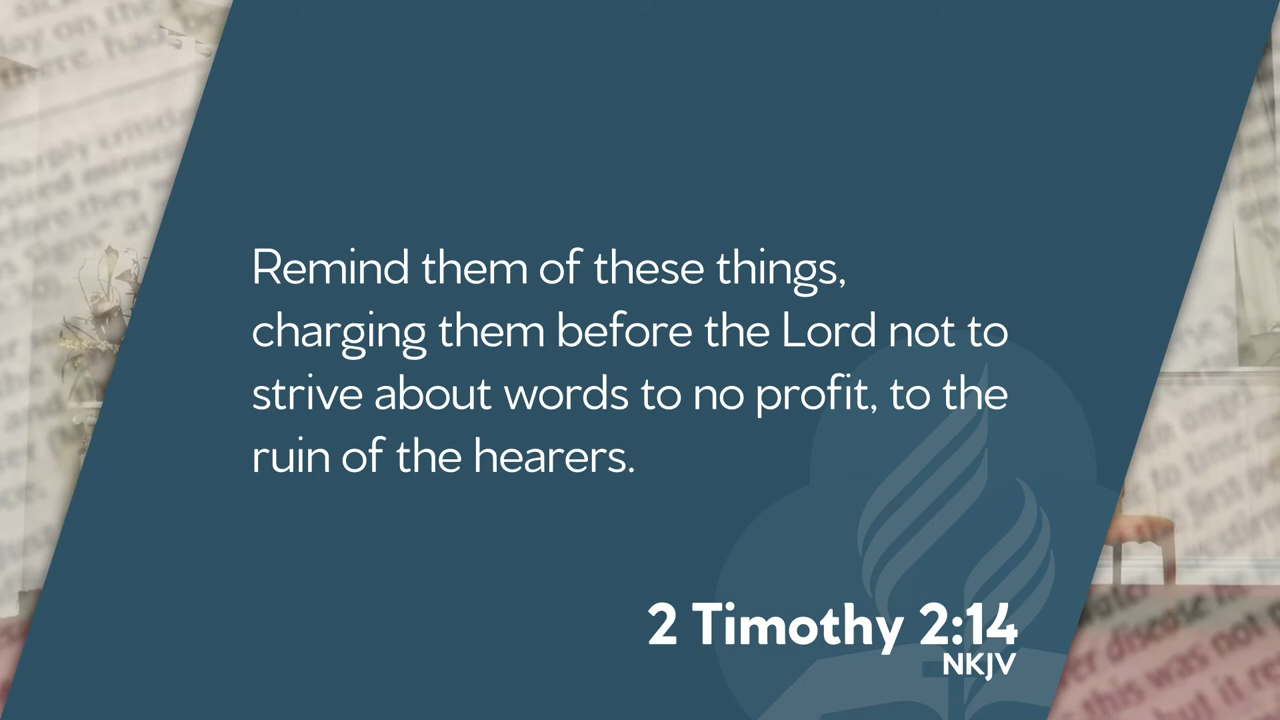 Remind them of these things,
charging them before the Lord not to
strive about words to no profit, to the
ruin of the hearers.
2 Timothy 2:14
NKJV